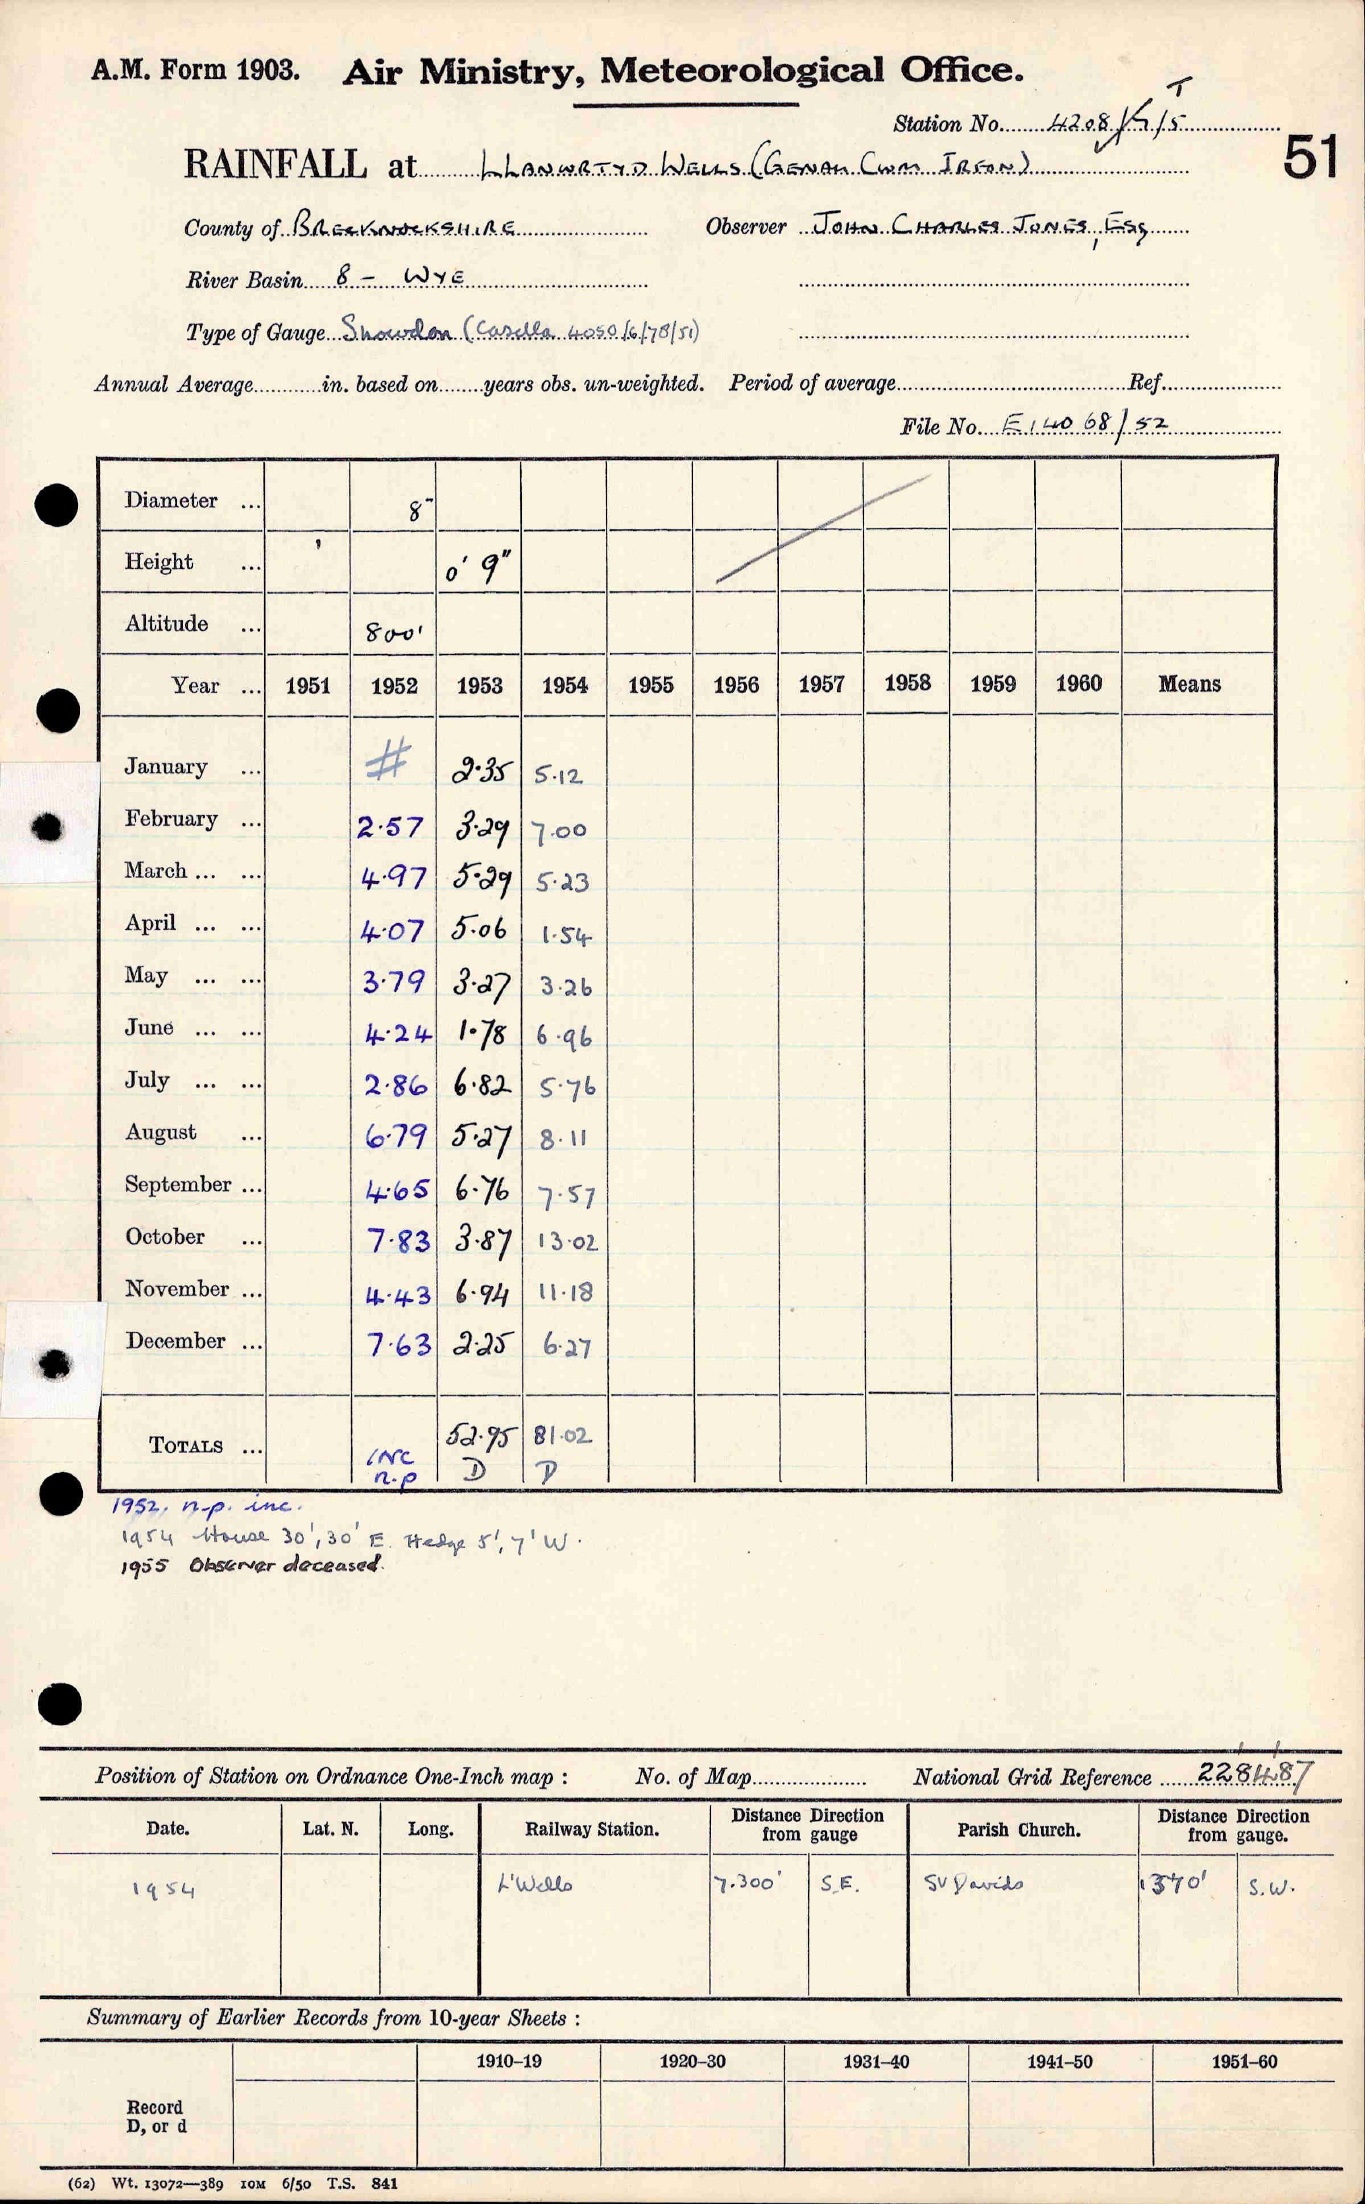 A.M. Form 1903. Air Ministry, Meteorological Office.
Station No. 4208/ /5 T
51
RAINFALL at LLANWRTYD WELLS (GENAU CWM IRFON)
County of BRECKNOCKSHIRE Observer JOHN CHARLES JONES, ESQ
River Basin 8 - WYE
Type of Gauge Snowdon (Casella 4050/6/78/51)
Annual Average in. based on years obs. un-weighted. Period of average Ref.
File No. E14068/52
Diameter ... 8"
Height ... 0' 9"
Altitude ... 800'
Year ... 1951 1952 1953 1954 1955 1956 1957 1958 1959 1960 Means
January ... # 2.35 5.12
February ... 2.57 3.29 7.00
March ... ... 4.97 5.29 5.23
April ... ... 4.07 5.06 1.54
May ... ... 3.79 3.27 3.26
June ... ... 4.24 1.78 6.96
July ... ... 2.86 6.82 5.76
August ... 6.79 5.27 8.11
September ... 4.65 6.76 7.57
October ... 7.83 3.87 13.02
November ... 4.43 6.94 11.18
December ... 7.63 2.25 6.27
TOTALS ... INC n.p 52.95 D 81.02 D
1952. n.p. inc.
1954 House 30', 30' E. Hedge 5', 7' W.
1955 Observer deceased.
Position of Station on Ordnance One-Inch map : No. of Map National Grid Reference 228487
Date. Lat. N. Long. Railway Station. Distance Direction from gauge Parish Church. Distance Direction from gauge.
1954 L'Wells 7.300' S.E. St Davids 1370' S.W.
Summary of Earlier Records from 10-year Sheets :
1910–19 1920–30 1931–40 1941–50 1951–60
Record
D, or d
(62) Wt. 13072—389 10M 6/50 T.S. 841